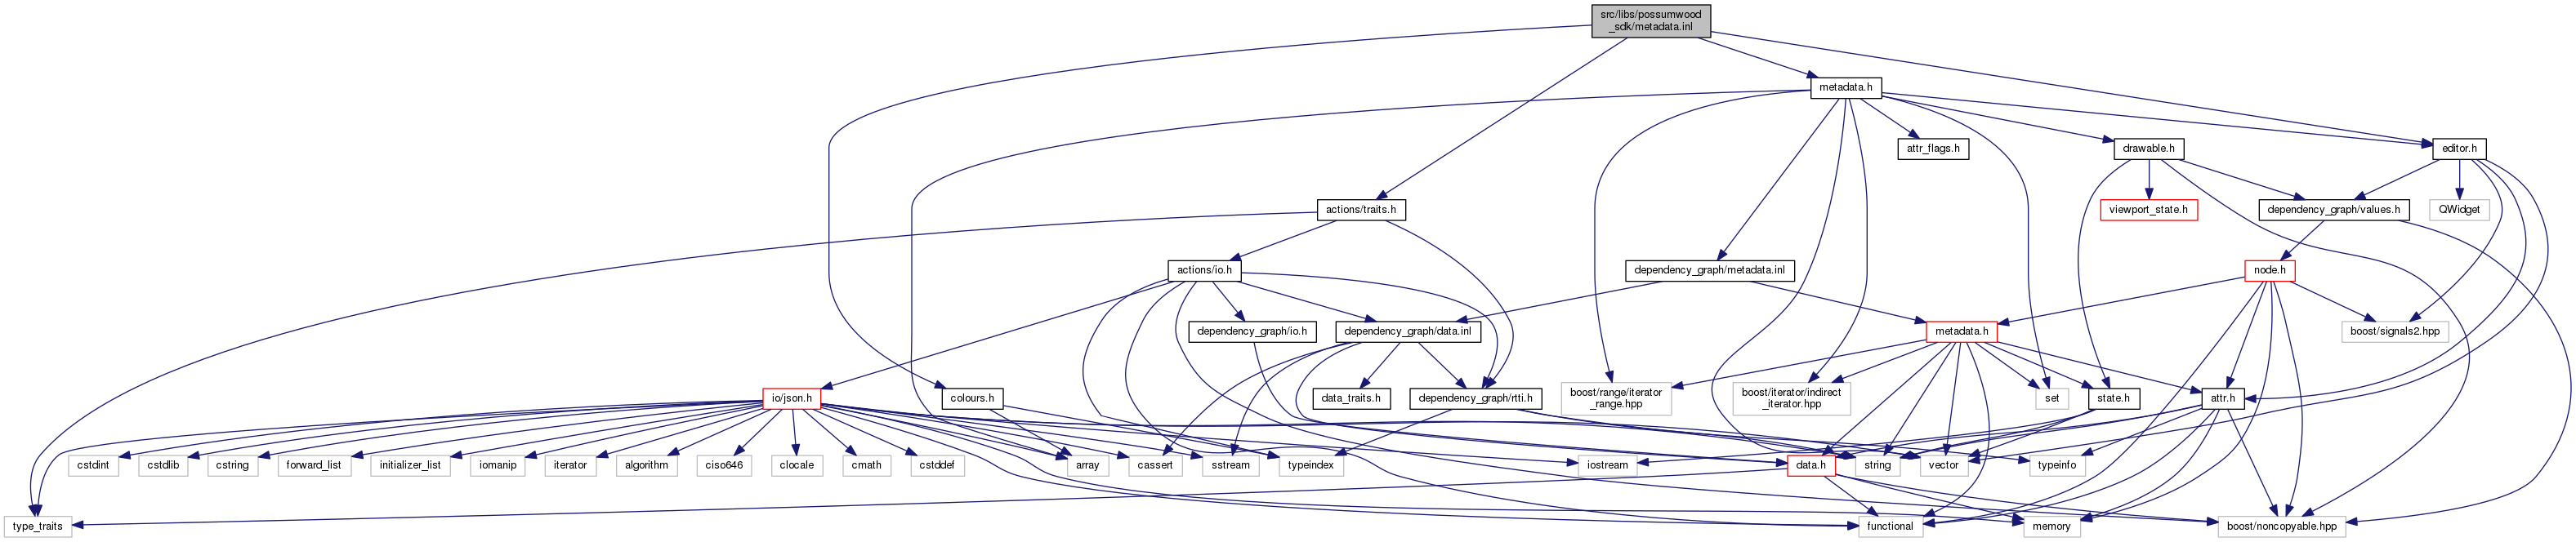 src/libs/possumwood
_sdk/metadata.inl
metadata.h
attr_flags.h
drawable.h
editor.h
actions/traits.h
viewport_state.h
dependency_graph/values.h
QWidget
actions/io.h
dependency_graph/metadata.inl
node.h
dependency_graph/io.h
dependency_graph/data.inl
metadata.h
boost/signals2.hpp
io/json.h
colours.h
data_traits.h
dependency_graph/rtti.h
boost/range/iterator
_range.hpp
boost/iterator/indirect
_iterator.hpp
set
state.h
attr.h
cstdint
cstdlib
cstring
forward_list
initializer_list
iomanip
iterator
algorithm
ciso646
clocale
cmath
cstddef
array
cassert
sstream
typeindex
iostream
data.h
string
vector
typeinfo
type_traits
functional
memory
boost/noncopyable.hpp